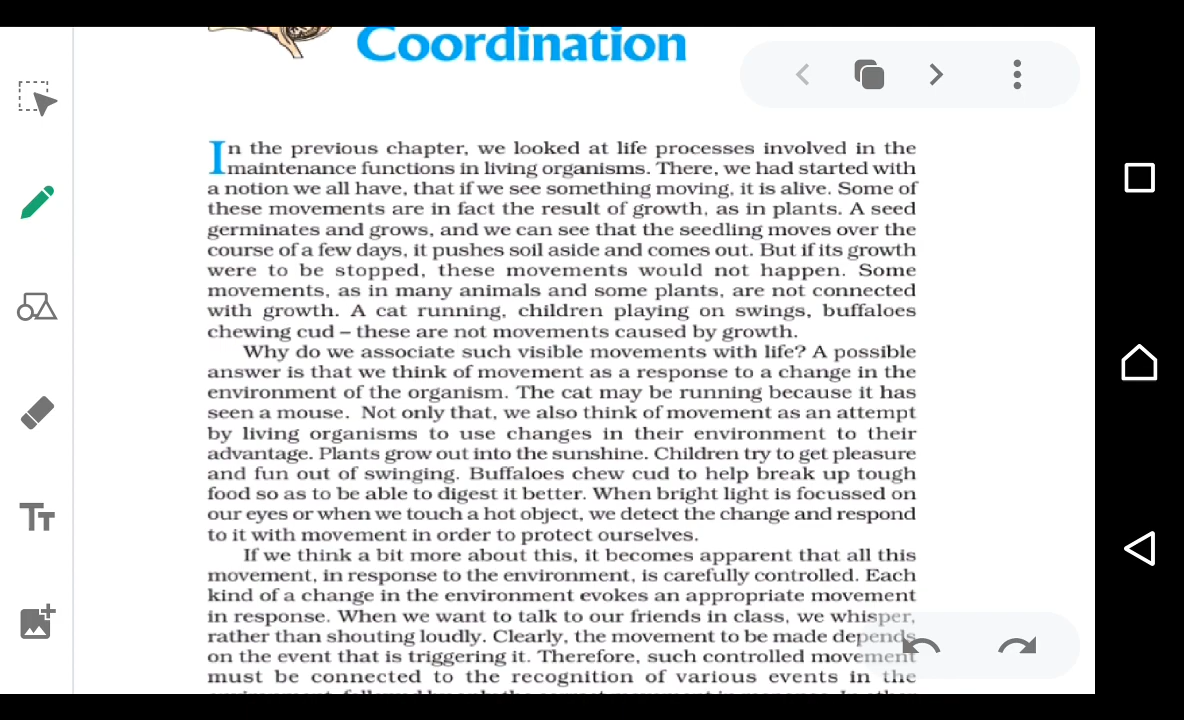 Coordination
In the previous chapter, we looked at life processes involved in the
maintenance functions in living organisms. There, we had started with
a notion we all have, that if we see something moving, it is alive. Some of
these movements are in fact the result of growth, as in plants. A seed
germinates and grows, and we can see that the seedling moves over the
course of a few days, it pushes soil aside and comes out. But if its growth
were to be stopped, these movements would not happen. Some
movements, as in many animals and some plants, are not connected
with growth. A cat running, children playing on swings, buffaloes
chewing cud – these are not movements caused by growth.
Why do we associate such visible movements with life? A possible
answer is that we think of movement as a response to a change in the
environment of the organism. The cat may be running because it has
seen a mouse. Not only that, we also think of movement as an attempt
by living organisms to use changes in their environment to their
advantage. Plants grow out into the sunshine. Children try to get pleasure
and fun out of swinging. Buffaloes chew cud to help break up tough
food so as to be able to digest it better. When bright light is focussed on
our eyes or when we touch a hot object, we detect the change and respond
to it with movement in order to protect ourselves.
If we think a bit more about this, it becomes apparent that all this
movement, in response to the environment, is carefully controlled. Each
kind of a change in the environment evokes an appropriate movement
in response. When we want to talk to our friends in class, we whisper,
rather than shouting loudly. Clearly, the movement to be made depends
on the event that is triggering it. Therefore, such controlled movement
must be connected to the recognition of various events in the